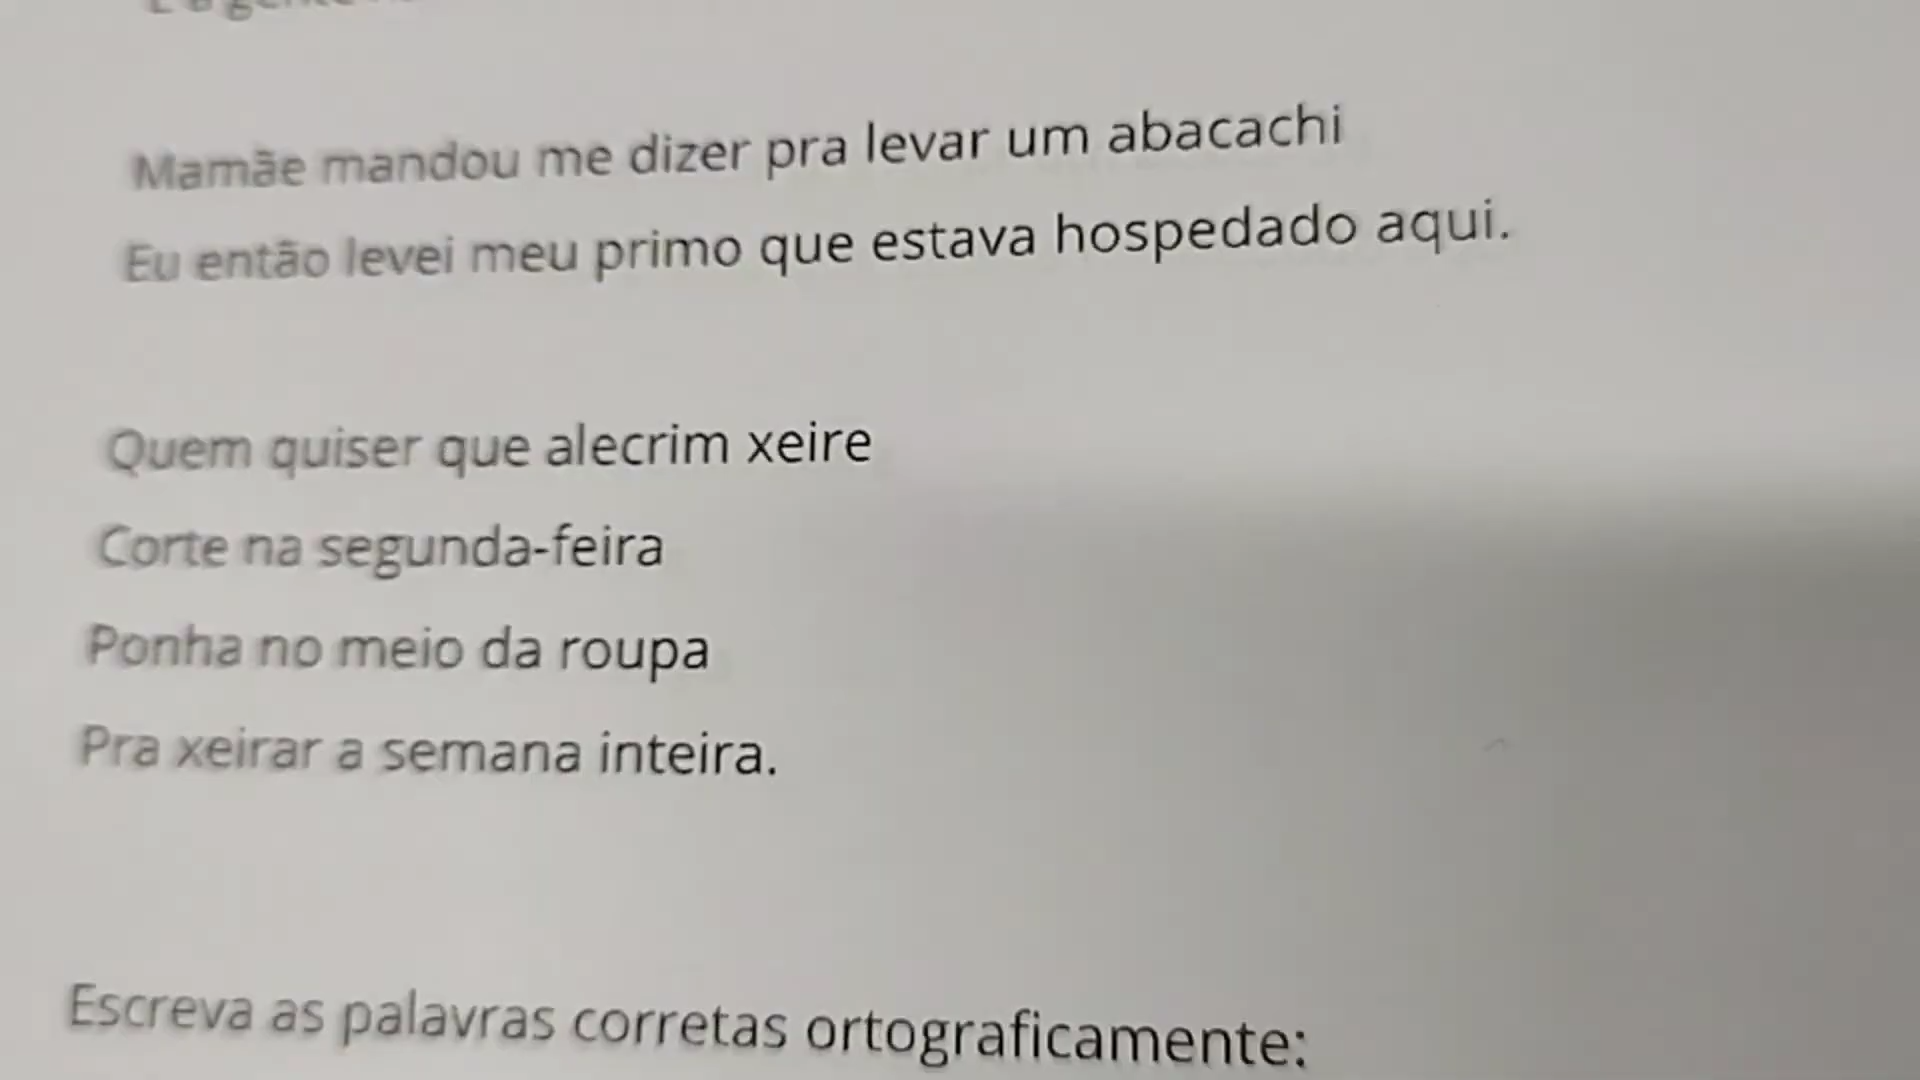 Mamãe mandou me dizer pra levar um abacachi
Eu então levei meu primo que estava hospedado aqui.
Quem quiser que alecrim xeire
Corte na segunda-feira
Ponha no meio da roupa
Pra xeirar a semana inteira.
Escreva as palavras corretas ortograficamente: